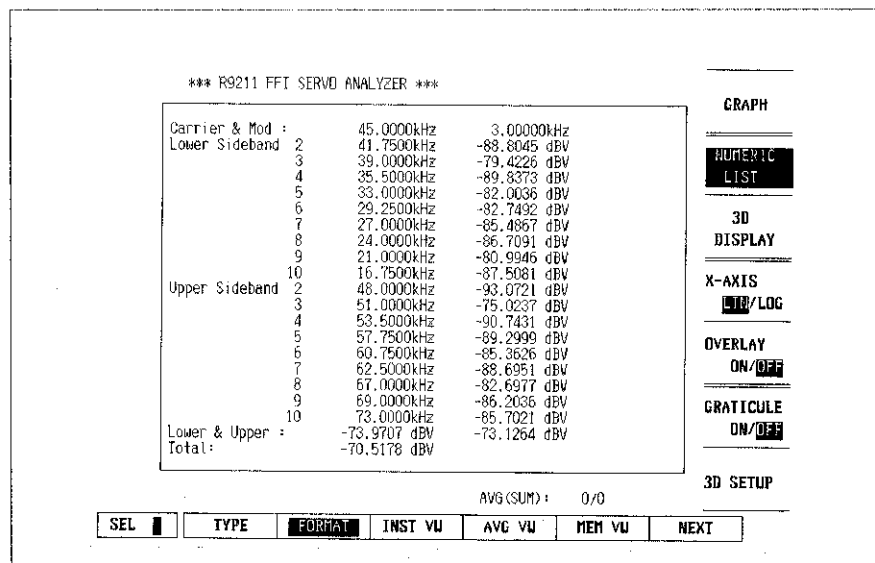 *** R9211 FFT SERVO ANALYZER ***
Carrier & Mod : 45.0000kHz 3.00000kHz
Lower Sideband 2 41.7500kHz -88.8045 dBV
3 39.0000kHz -79.4226 dBV
4 35.5000kHz -89.8373 dBV
5 33.0000kHz -82.0036 dBV
6 29.2500kHz -82.7492 dBV
7 27.0000kHz -85.4867 dBV
8 24.0000kHz -86.7091 dBV
9 21.0000kHz -80.9946 dBV
10 16.7500kHz -87.5081 dBV
Upper Sideband 2 48.0000kHz -93.0721 dBV
3 51.0000kHz -75.0237 dBV
4 53.5000kHz -90.7431 dBV
5 57.7500kHz -89.2999 dBV
6 60.7500kHz -85.3626 dBV
7 62.5000kHz -88.6951 dBV
8 67.0000kHz -82.6977 dBV
9 69.0000kHz -86.2036 dBV
10 73.0000kHz -85.7021 dBV
Lower & Upper : -73.9707 dBV -73.1264 dBV
Total: -70.5178 dBV
AVG(SUM): 0/0
GRAPH
NUMERIC
LIST
3D
DISPLAY
X-AXIS
LIN/LOG
OVERLAY
ON/OFF
GRATICULE
ON/OFF
3D SETUP
SEL TYPE FORMAT INST VW AVG VW MEM VW NEXT